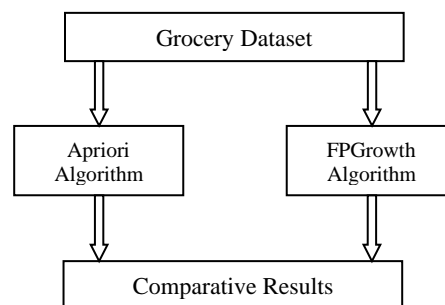 Grocery Dataset
Apriori
Algorithm
FPGrowth
Algorithm
Comparative Results